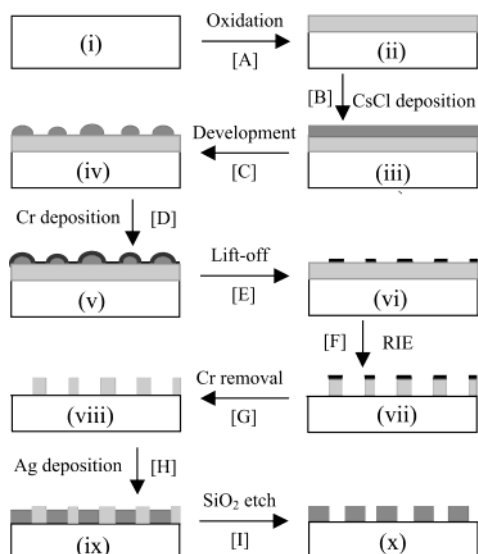 (i)
Oxidation
[A]
(ii)
[B]
CsCl deposition
(iii)
Development
[C]
(iv)
Cr deposition
[D]
(v)
Lift-off
[E]
(vi)
[F]
RIE
(vii)
Cr removal
[G]
(viii)
Ag deposition
[H]
(ix)
SiO₂ etch
[I]
(x)